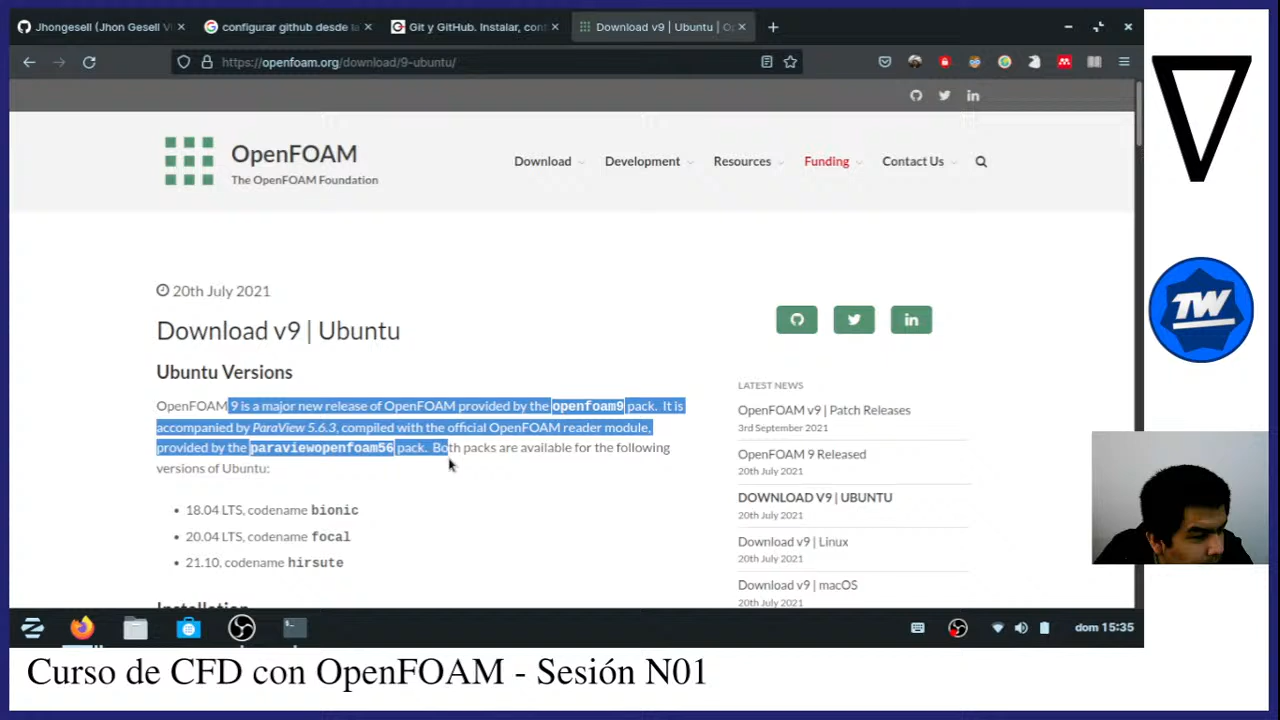 Jhongesell (Jhon Gesell Vi
configurar github desde la
Git y GitHub. Instalar, cont
Download v9 | Ubuntu | Op
https://openfoam.org/download/9-ubuntu/
OpenFOAM
The OpenFOAM Foundation
Download
Development
Resources
Funding
Contact Us
20th July 2021
Download v9 | Ubuntu
Ubuntu Versions
OpenFOAM 9 is a major new release of OpenFOAM provided by the openfoam9 pack. It is
accompanied by ParaView 5.6.3, compiled with the official OpenFOAM reader module,
provided by the paraviewopenfoam56 pack. Both packs are available for the following
versions of Ubuntu:
• 18.04 LTS, codename bionic
• 20.04 LTS, codename focal
• 21.10, codename hirsute
Installation
LATEST NEWS
OpenFOAM v9 | Patch Releases
3rd September 2021
OpenFOAM 9 Released
20th July 2021
DOWNLOAD V9 | UBUNTU
20th July 2021
Download v9 | Linux
20th July 2021
Download v9 | macOS
20th July 2021
TW
dom 15:35
Curso de CFD con OpenFOAM - Sesión N01